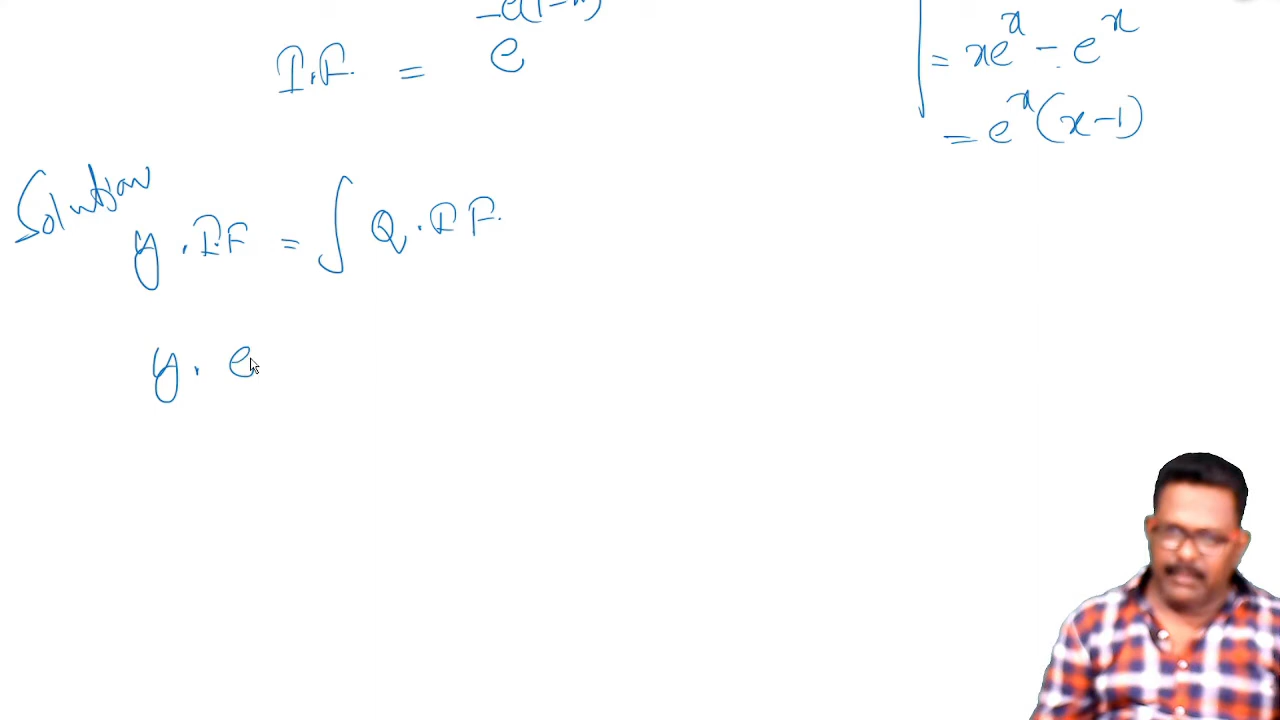 I.F. = e
= xe^x - e^x
= e^x(x-1)
Solution
y . I.F = ∫ Q . I F.
y . e